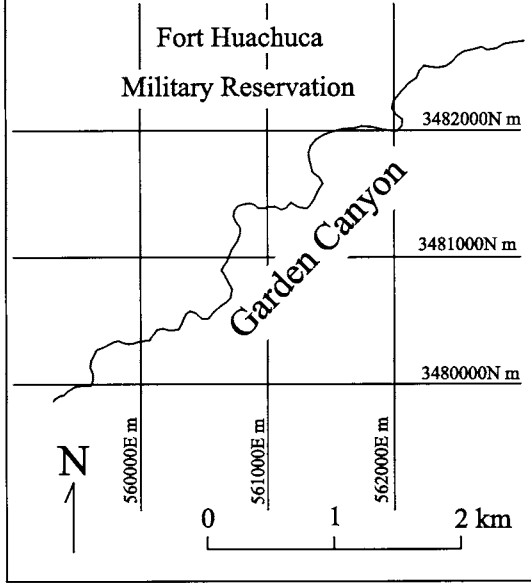 Fort Huachuca
Military Reservation
3482000N m
Garden Canyon
3481000N m
3480000N m
560000E m
561000E m
562000E m
N
0 1 2 km